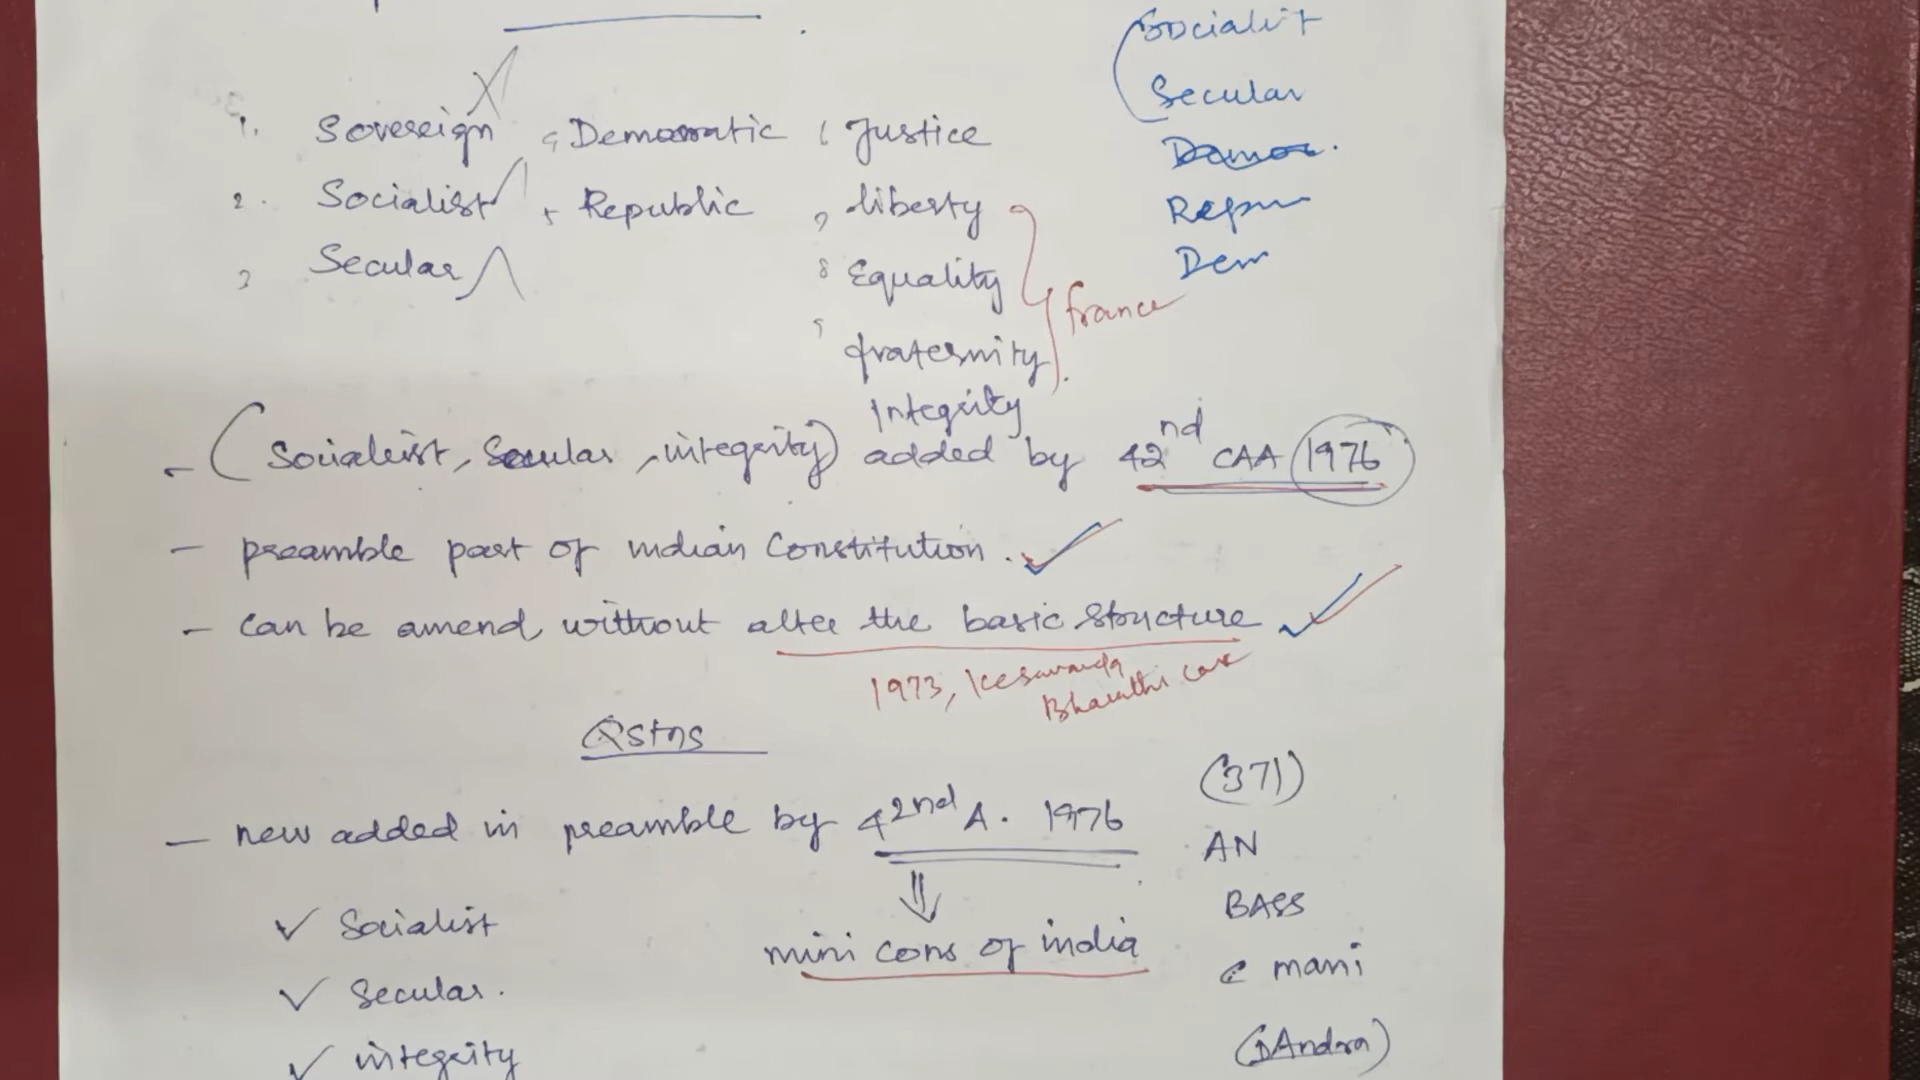 Socialist
Secular
Democ.
Repu
Dem
1. Sovereign 4 Democratic 6 Justice
2. Socialist 5 Republic 7 liberty
3 Secular 8 Equality
france
9 fraternity
Integrity
- (Socialist, Secular, integrity) added by 42nd CAA 1976
- preamble part of indian Constitution.
- can be amend, without alter the basic structure
1973, Kesavanda
Bharathi case
Qstns
- new added in preamble by 42nd A. 1976
✓ Socialist
✓ Secular.
✓ integrity
mini cons of india
(371)
AN
BASS
mani
(Andra)